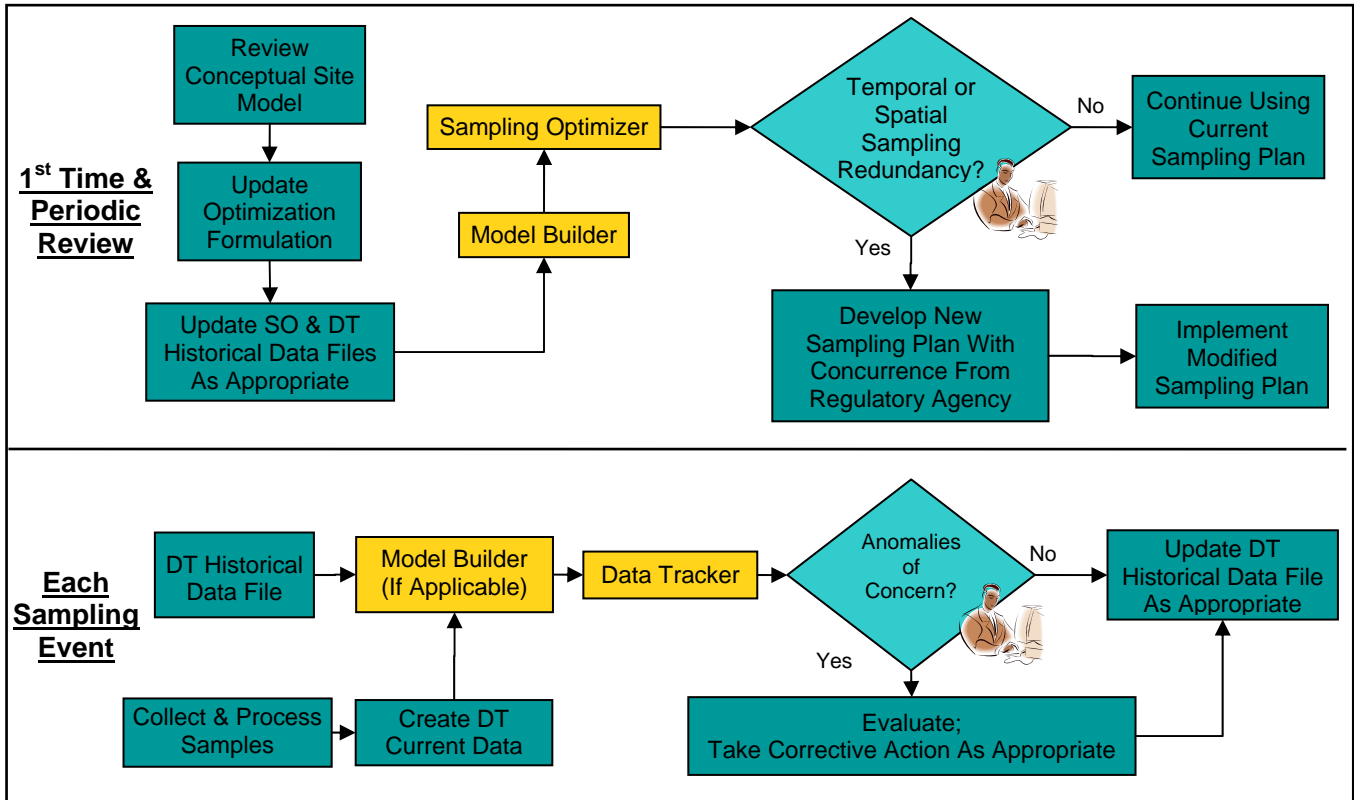 1st Time &
Periodic
Review
Review
Conceptual Site
Model
Update
Optimization
Formulation
Update SO & DT
Historical Data Files
As Appropriate
Model Builder
Sampling Optimizer
Temporal or
Spatial
Sampling
Redundancy?
No
Continue Using
Current
Sampling Plan
Yes
Develop New
Sampling Plan With
Concurrence From
Regulatory Agency
Implement
Modified
Sampling Plan
Each
Sampling
Event
DT Historical
Data File
Collect & Process
Samples
Create DT
Current Data
Model Builder
(If Applicable)
Data Tracker
Anomalies
of
Concern?
No
Update DT
Historical Data File
As Appropriate
Yes
Evaluate;
Take Corrective Action As Appropriate